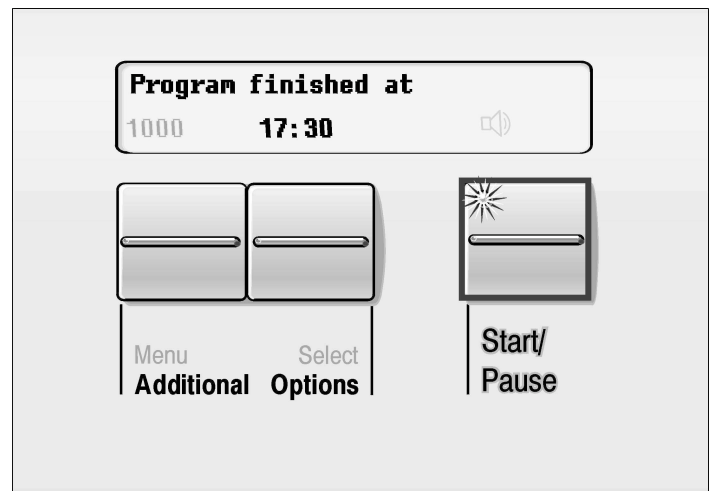 Program finished at
1000 17:30
Menu Select
Additional Options
Start/
Pause